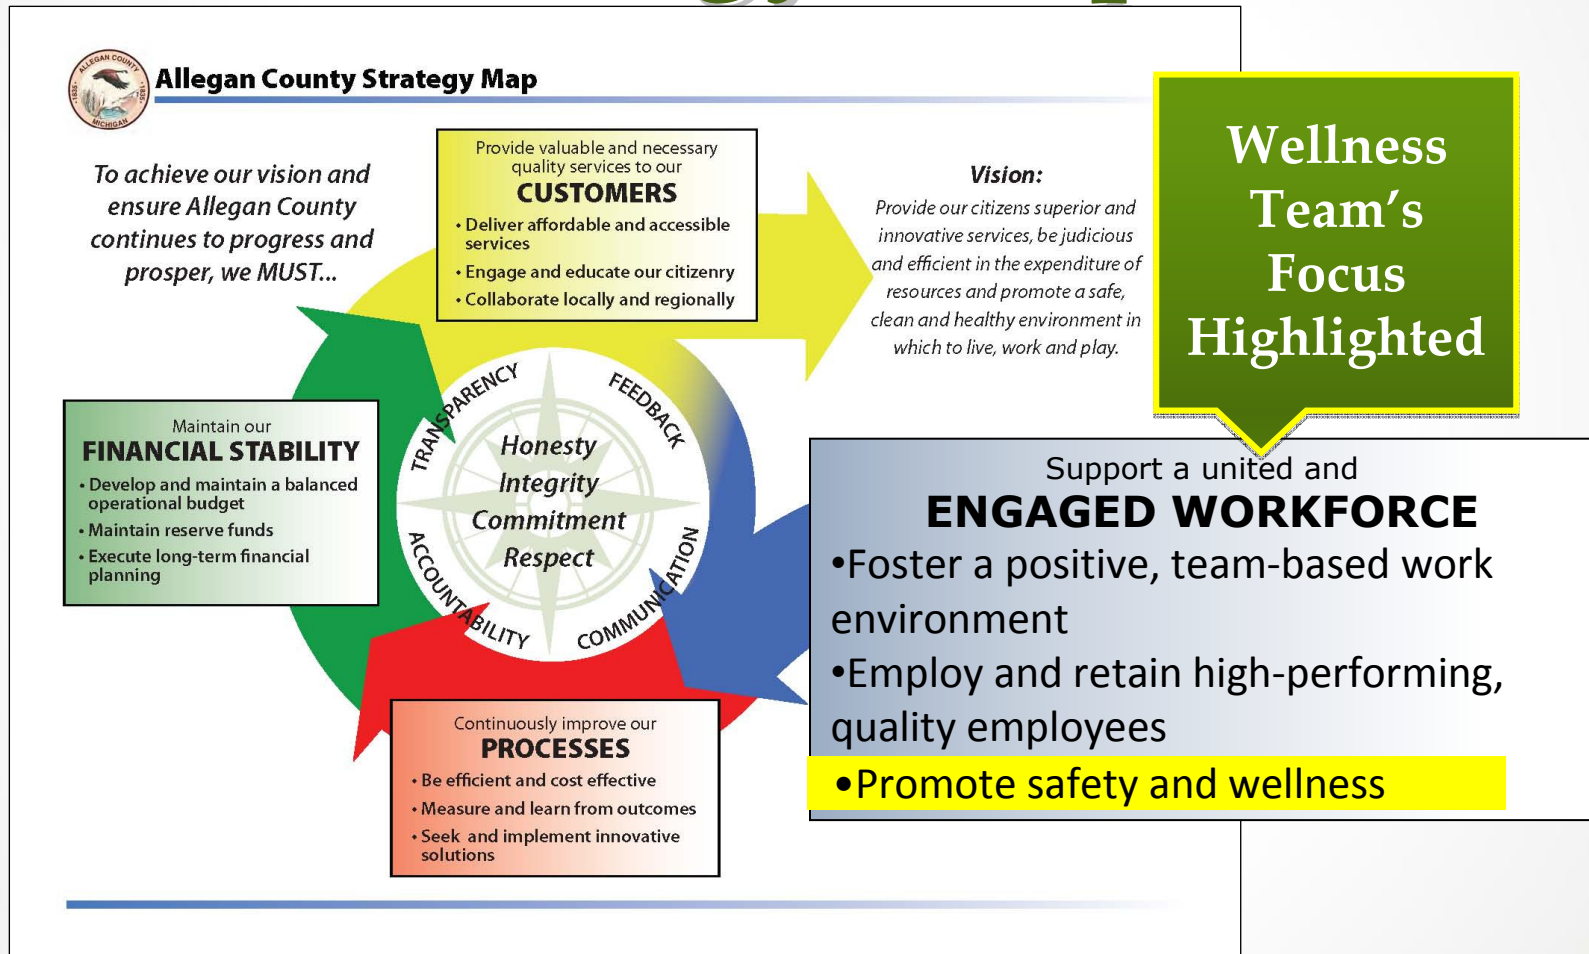 ALLEGAN COUNTY
1835
1835
MICHIGAN
Allegan County Strategy Map
To achieve our vision and
ensure Allegan County
continues to progress and
prosper, we MUST...
Provide valuable and necessary
quality services to our
CUSTOMERS
• Deliver affordable and accessible
services
• Engage and educate our citizenry
• Collaborate locally and regionally
Vision:
Provide our citizens superior and
innovative services, be judicious
and efficient in the expenditure of
resources and promote a safe,
clean and healthy environment in
which to live, work and play.
Wellness
Team’s
Focus
Highlighted
Maintain our
FINANCIAL STABILITY
• Develop and maintain a balanced
operational budget
• Maintain reserve funds
• Execute long-term financial
planning
TRANSPARENCY
FEEDBACK
Honesty
Integrity
Commitment
Respect
ACCOUNTABILITY
COMMUNICATION
Support a united and
ENGAGED WORKFORCE
•Foster a positive, team-based work
environment
•Employ and retain high-performing,
quality employees
•Promote safety and wellness
Continuously improve our
PROCESSES
• Be efficient and cost effective
• Measure and learn from outcomes
• Seek and implement innovative
solutions